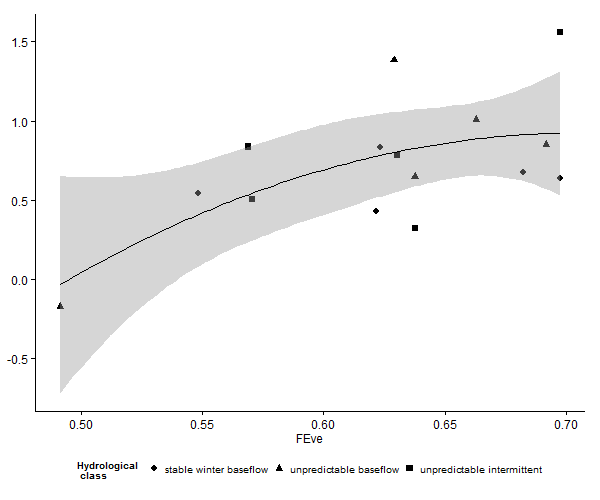 1.5
1.0
0.5
0.0
-0.5
0.50 0.55 0.60 0.65 0.70
FEve
Hydrological
class
stable winter baseflow unpredictable baseflow unpredictable intermittent